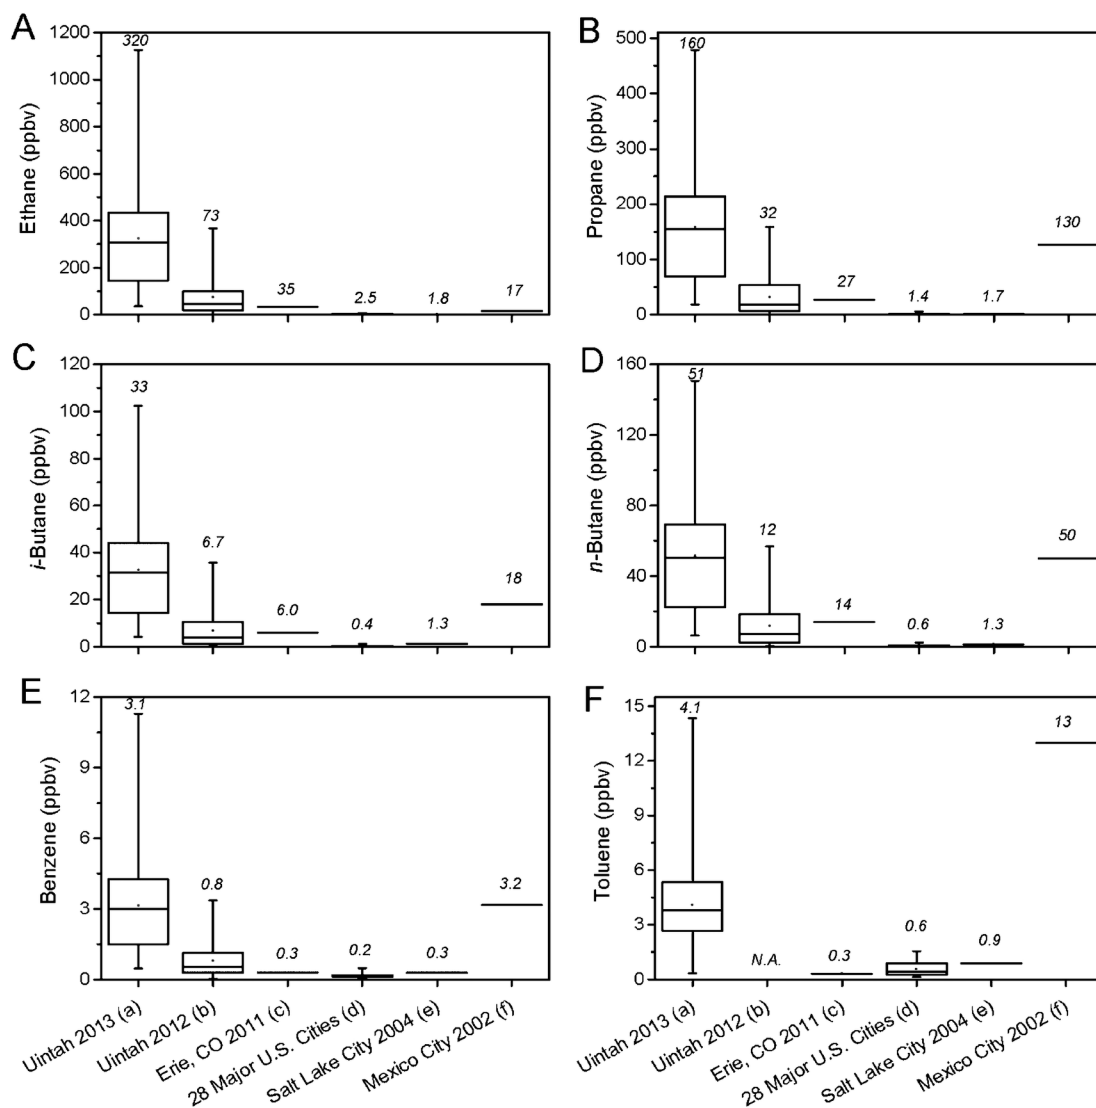 A
1200
1000
800
600
400
200
0
Ethane (ppbv)
320
73
35
2.5
1.8
17
B
500
400
300
200
100
0
Propane (ppbv)
160
32
27
1.4
1.7
130
C
120
100
80
60
40
20
0
i-Butane (ppbv)
33
6.7
6.0
0.4
1.3
18
D
160
120
80
40
0
n-Butane (ppbv)
51
12
14
0.6
1.3
50
E
12
9
6
3
0
Benzene (ppbv)
3.1
0.8
0.3
0.2
0.3
3.2
F
15
12
9
6
3
0
Toluene (ppbv)
4.1
N.A.
0.3
0.6
0.9
13
Uintah 2013 (a)
Uintah 2012 (b)
Erie, CO 2011 (c)
28 Major U.S. Cities (d)
Salt Lake City 2004 (e)
Mexico City 2002 (f)
Uintah 2013 (a)
Uintah 2012 (b)
Erie, CO 2011 (c)
28 Major U.S. Cities (d)
Salt Lake City 2004 (e)
Mexico City 2002 (f)